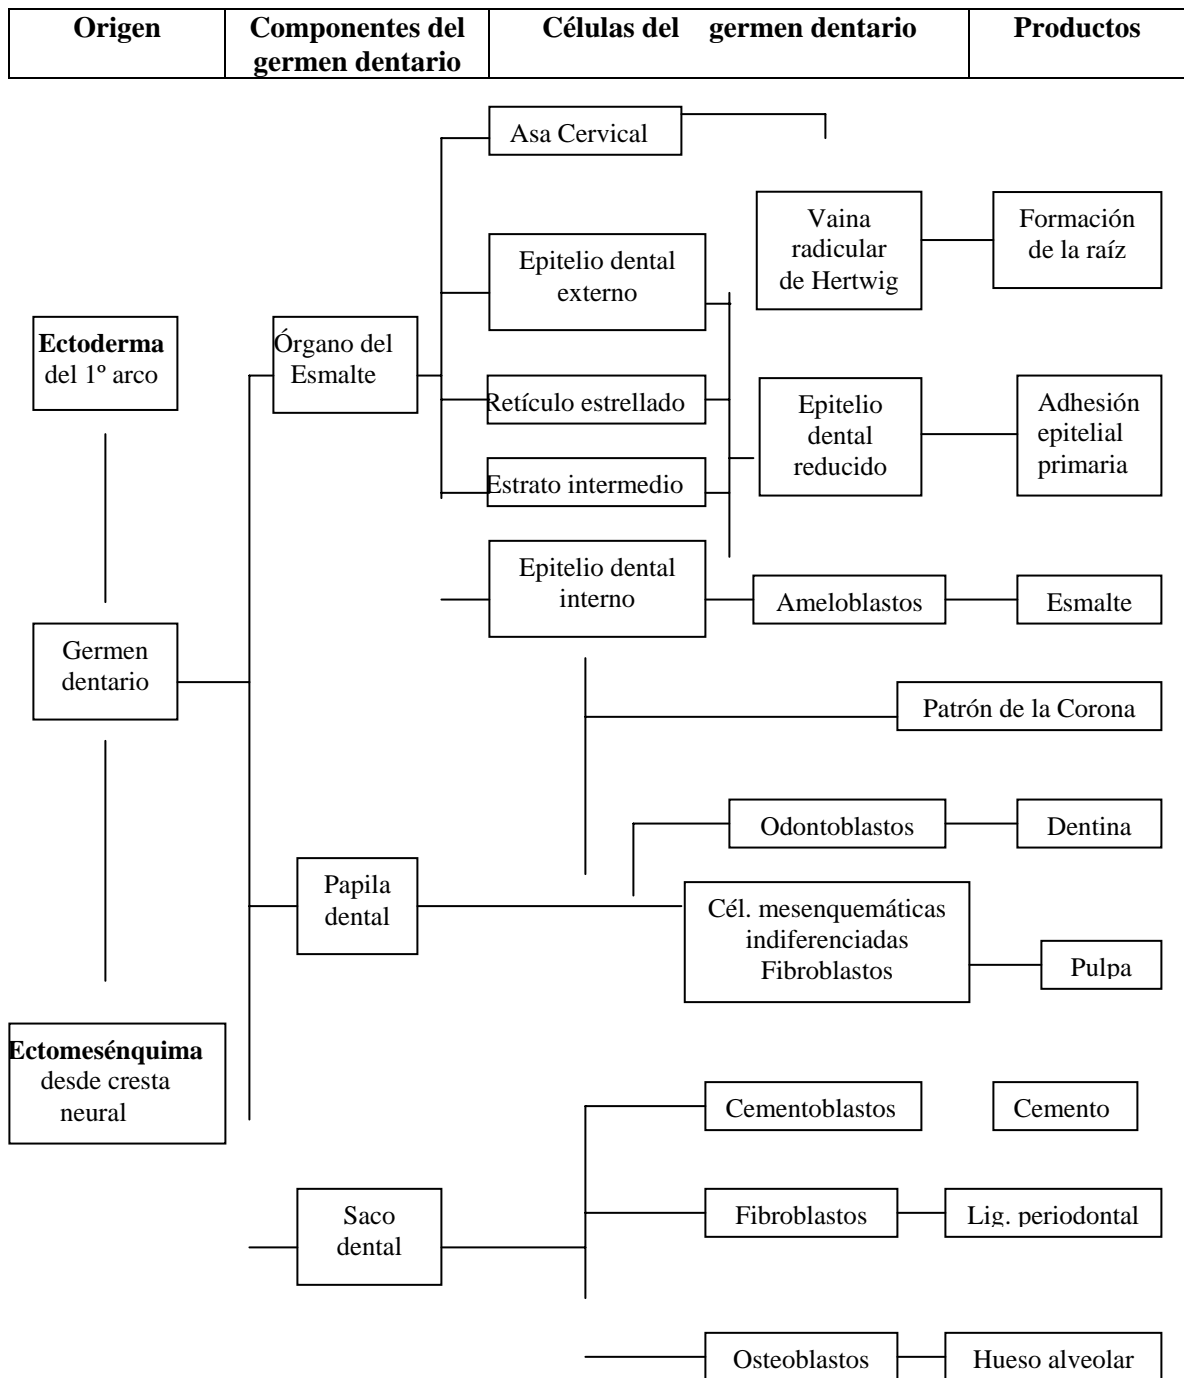 Origen
Componentes del
germen dentario
Células del germen dentario
Productos
Asa Cervical
Vaina
radicular
de Hertwig
Formación
de la raíz
Epitelio dental
externo
Ectoderma
del 1º arco
Órgano del
Esmalte
Retículo estrellado
Epitelio
dental
reducido
Adhesión
epitelial
primaria
Estrato intermedio
Epitelio dental
interno
Ameloblastos
Esmalte
Germen
dentario
Patrón de la Corona
Odontoblastos
Dentina
Papila
dental
Cél. mesenquemáticas
indiferenciadas
Fibroblastos
Pulpa
Ectomesénquima
desde cresta
neural
Cementoblastos
Cemento
Saco
dental
Fibroblastos
Lig. periodontal
Osteoblastos
Hueso alveolar